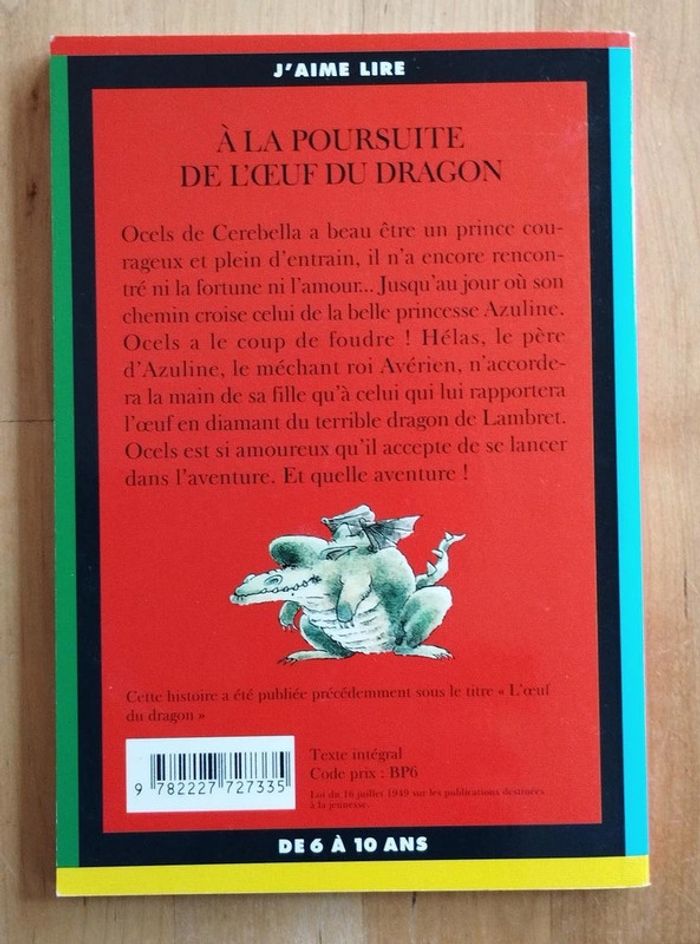 J'AIME LIRE
À LA POURSUITE
DE L'ŒUF DU DRAGON
Ocels de Cerebella a beau être un prince cou-
rageux et plein d'entrain, il n'a encore rencon-
tré ni la fortune ni l'amour... Jusqu'au jour où son
chemin croise celui de la belle princesse Azuline.
Ocels a le coup de foudre ! Hélas, le père
d'Azuline, le méchant roi Avérien, n'accorde-
ra la main de sa fille qu'à celui qui lui rapportera
l'œuf en diamant du terrible dragon de Lambret.
Ocels est si amoureux qu'il accepte de se lancer
dans l'aventure. Et quelle aventure !
Cette histoire a été publiée précédemment sous le titre « L'œuf
du dragon »
Texte intégral
Code prix : BP6
Loi du 16 juillet 1949 sur les publications destinées
à la jeunesse.
9 782227 727335
DE 6 À 10 ANS